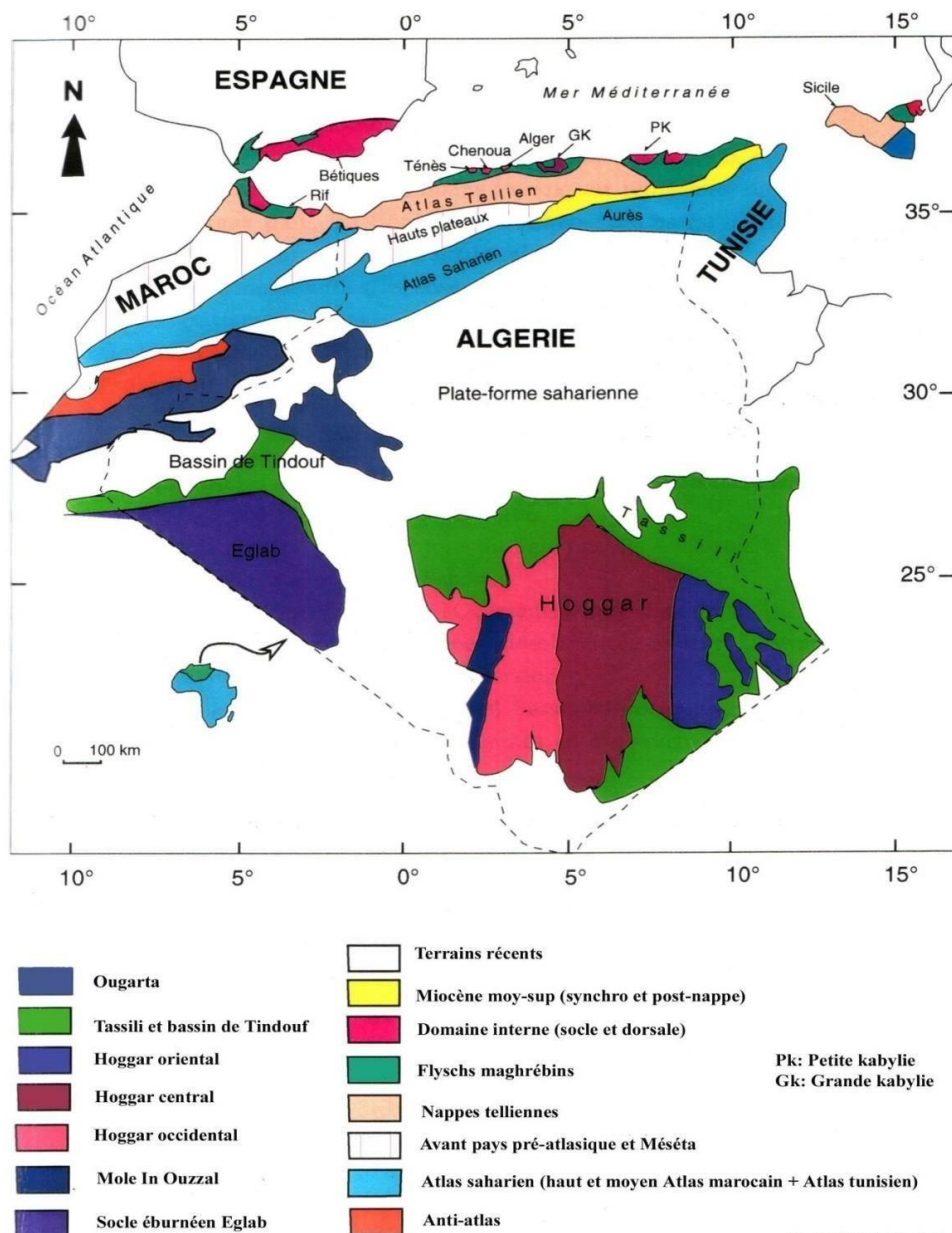 10° 5° 0° 5° 10° 15°
ESPAGNE
N
Mer Méditerranée
Sicile
Alger
GK
PK
Chenoua
Ténès
Bétiques
Rif
Atlas Tellien
Océan Atlantique
35°
35°
Hauts plateaux
Aurès
TUNISIE
MAROC
Atlas Saharien
ALGERIE
30°
30°
Plate-forme saharienne
Bassin de Tindouf
Tassili
Eglab
25°
25°
Hoggar
0 100 km
10° 5° 0° 5° 10° 15°
Ougarta
Tassili et bassin de Tindouf
Hoggar oriental
Hoggar central
Hoggar occidental
Mole In Ouzzal
Socle éburnéen Eglab
Terrains récents
Miocène moy-sup (synchro et post-nappe)
Domaine interne (socle et dorsale)
Flyschs maghrébins
Nappes telliennes
Avant pays pré-atlasique et Méséta
Atlas saharien (haut et moyen Atlas marocain + Atlas tunisien)
Anti-atlas
Pk: Petite kabylie
Gk: Grande kabylie